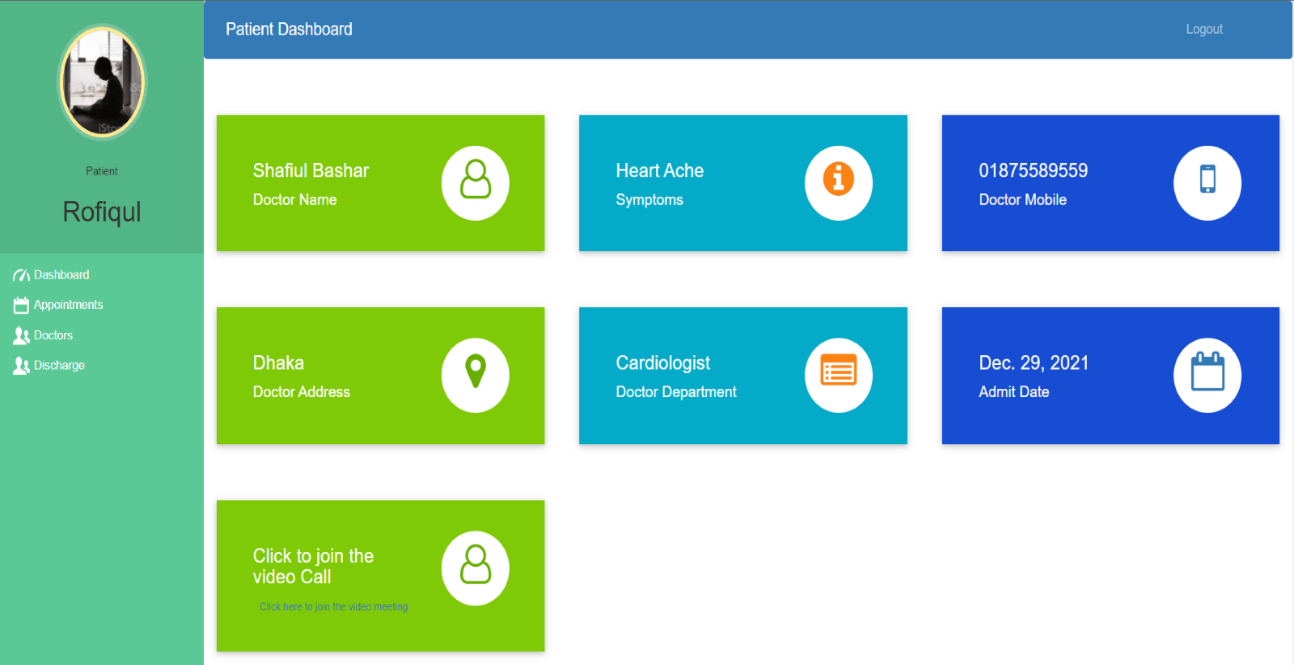 Patient Dashboard
Logout
iStock
Patient
Rofiqul
Dashboard
Appointments
Doctors
Discharge
Shafiul Bashar
Doctor Name
Heart Ache
Symptoms
01875589559
Doctor Mobile
Dhaka
Doctor Address
Cardiologist
Doctor Department
Dec. 29, 2021
Admit Date
Click to join the
video Call
Click here to join the video meeting